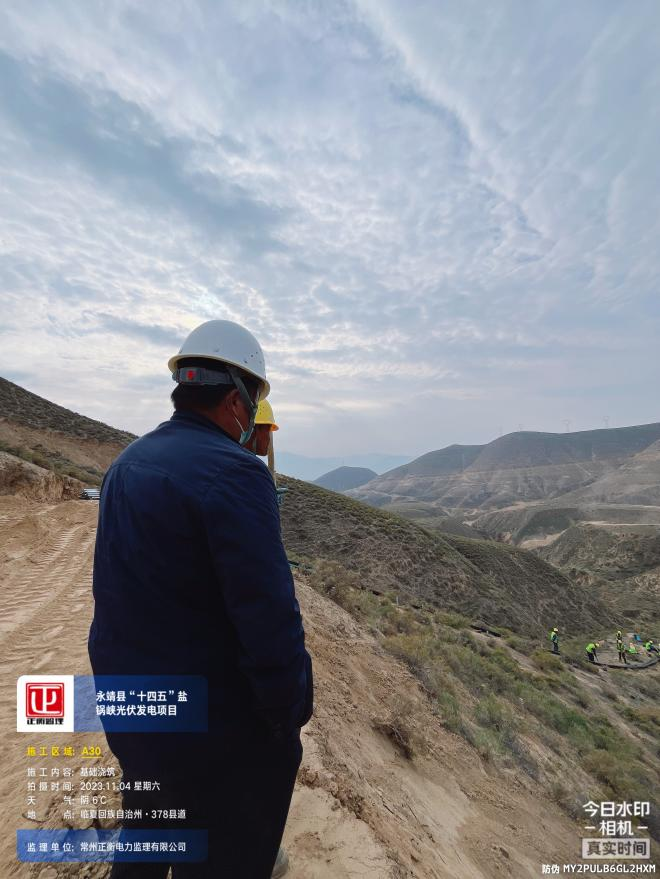 正衡监理
永靖县“十四五”盐
锅峡光伏发电项目
施工区域: A30
施工内容: 基础浇筑
拍摄时间: 2023.11.04 星期六
天气: 阴 6℃
地点: 临夏回族自治州·378县道
监理单位: 常州正衡电力监理有限公司
今日水印
相机
真实时间
防伪 MY2PULB6GL2HXM